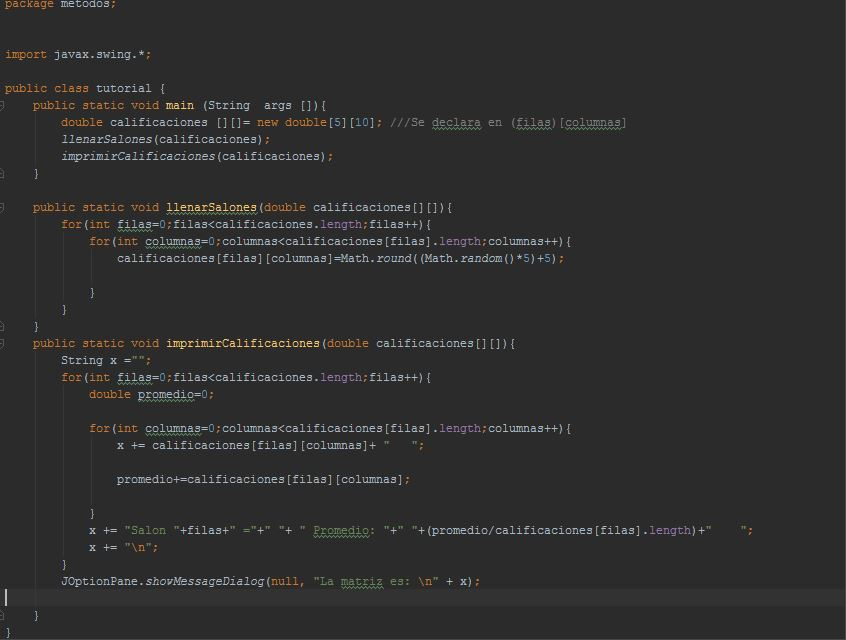 package metodos;
import javax.swing.*;
public class tutorial {
public static void main (String  args []){
double calificaciones [][]= new double[5][10]; ///Se declara en (filas)[columnas]
llenarSalones(calificaciones);
imprimirCalificaciones(calificaciones);
}
public static void llenarSalones(double calificaciones[][]){
for(int filas=0;filas<calificaciones.length;filas++){
for(int columnas=0;columnas<calificaciones[filas].length;columnas++){
calificaciones[filas][columnas]=Math.round((Math.random()*5)+5);
}
}
}
public static void imprimirCalificaciones(double calificaciones[][]){
String x ="";
for(int filas=0;filas<calificaciones.length;filas++){
double promedio=0;
for(int columnas=0;columnas<calificaciones[filas].length;columnas++){
x += calificaciones[filas][columnas]+ "   ";
promedio+=calificaciones[filas][columnas];
}
x += "Salon "+filas+" ="+" "+ " Promedio: "+" "+(promedio/calificaciones[filas].length)+"    ";
x += "\n";
}
JOptionPane.showMessageDialog(null, "La matriz es: \n" + x);
}
}